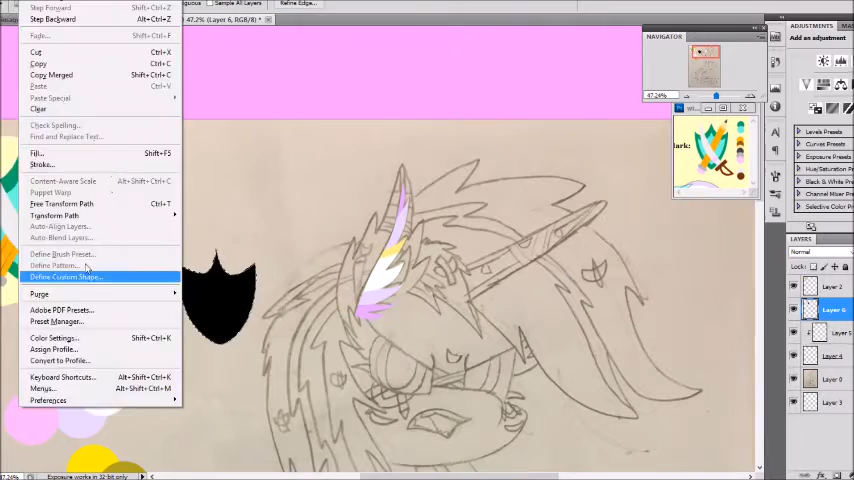 Step Forward Shift+Ctrl+Z
Step Backward Alt+Ctrl+Z
Fade... Shift+Ctrl+F
Cut Ctrl+X
Copy Ctrl+C
Copy Merged Shift+Ctrl+C
Paste Ctrl+V
Paste Special
Clear
Check Spelling...
Find and Replace Text...
Fill... Shift+F5
Stroke...
Content-Aware Scale Alt+Shift+Ctrl+C
Puppet Warp
Free Transform Path Ctrl+T
Transform Path
Auto-Align Layers...
Auto-Blend Layers...
Define Brush Preset...
Define Pattern...
Define Custom Shape...
Purge
Adobe PDF Presets...
Preset Manager...
Color Settings... Shift+Ctrl+K
Assign Profile...
Convert to Profile...
Keyboard Shortcuts... Alt+Shift+Ctrl+K
Menus... Alt+Shift+Ctrl+M
Preferences
Sample All Layers
Refine Edge...
47.2% (Layer 6, RGB/8) *
NAVIGATOR
47.24%
lark:
ADJUSTMENTS
Add an adjustment
Levels Presets
Curves Presets
Exposure Presets
Hue/Saturation
Black & White
Channel Mixer
Selective Color
LAYERS
Normal
Lock:
Layer 2
Layer 6
Layer 5
Layer 4
Layer 0
Layer 3
Exposure works in 32-bit only